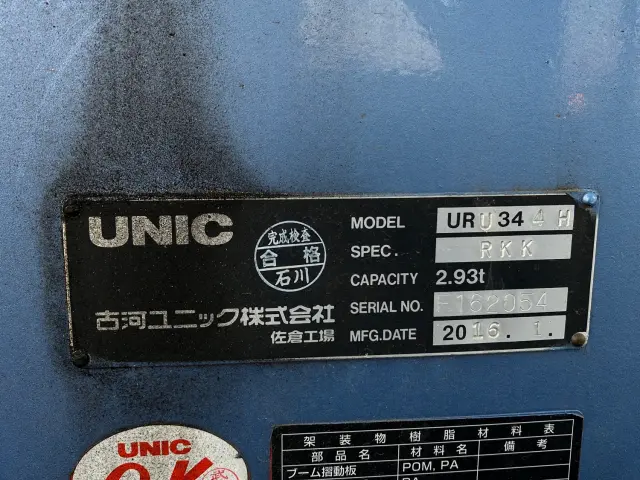 UNIC
完成検査
合格
石川
古河ユニック株式会社
佐倉工場
MODEL URU344H
SPEC. RKK
CAPACITY 2.93t
SERIAL NO. F162054
MFG.DATE 2016. 1.
UNIC
O.K
架装物樹脂材料表
部品名 材料名 備考
ブーム摺動板 POM, PA